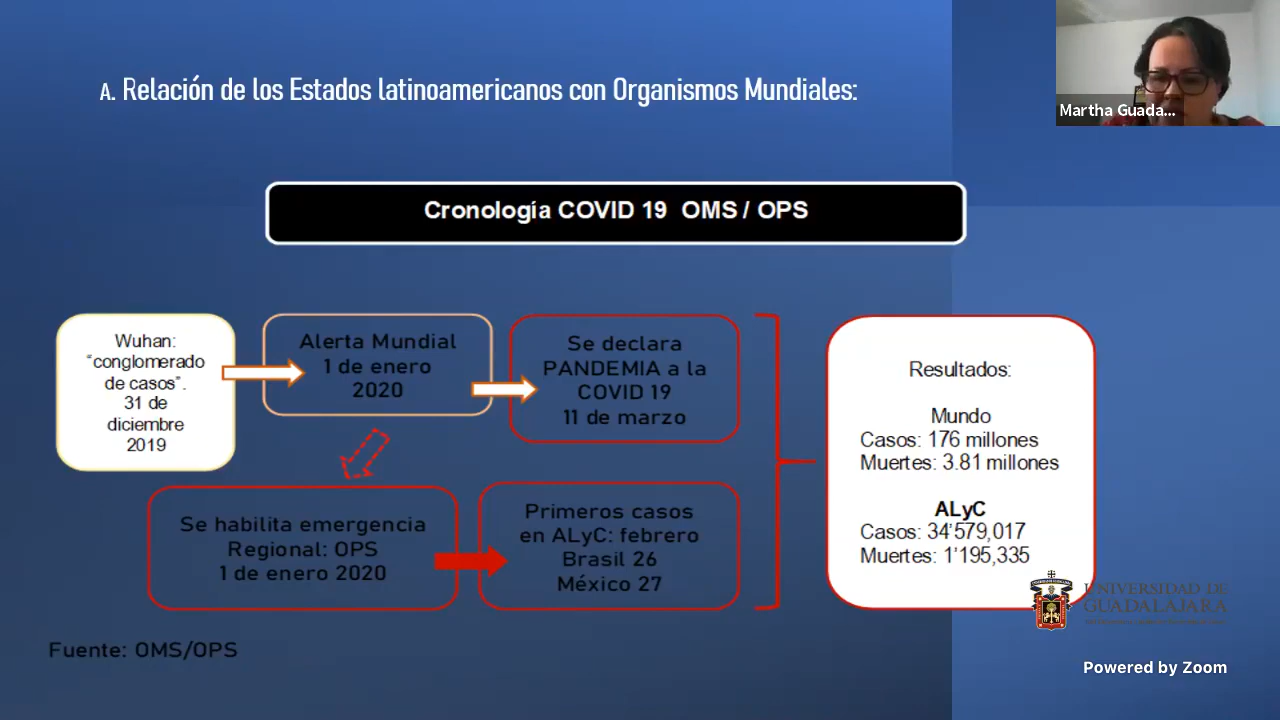 A. Relación de los Estados latinoamericanos con Organismos Mundiales:
Martha Guada...
Cronología COVID 19 OMS / OPS
Wuhan:
"conglomerado
de casos".
31 de
diciembre
2019
Alerta Mundial
1 de enero
2020
Se declara
PANDEMIA a la
COVID 19
11 de marzo
Se habilita emergencia
Regional: OPS
1 de enero 2020
Primeros casos
en ALyC: febrero
Brasil 26
México 27
Resultados:
Mundo
Casos: 176 millones
Muertes: 3.81 millones
ALyC
Casos: 34'579,017
Muertes: 1'195,335
UNIVERSIDAD DE
GUADALAJARA
Fuente: OMS/OPS
Powered by Zoom